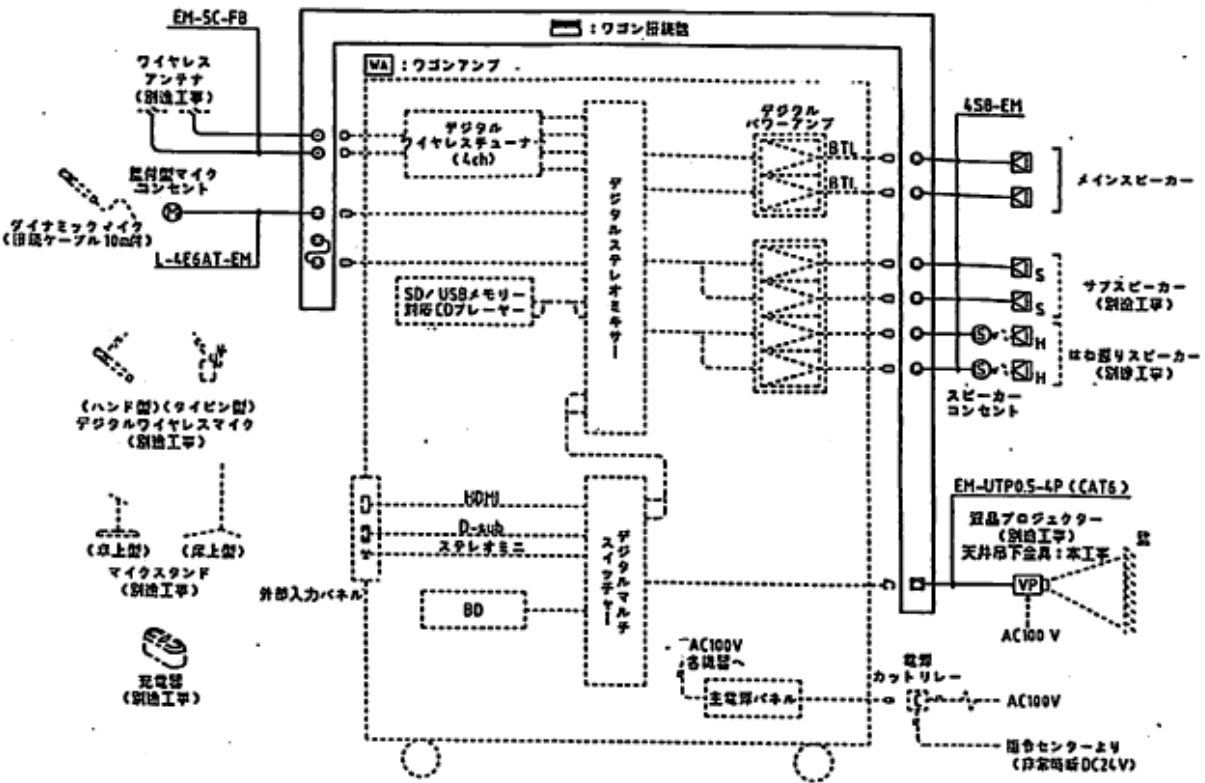 EM-5C-FB
:ワゴン接続器
ワイヤレス
アンテナ
(別途工事)
WA :ワゴンアンプ
デジタル
ワイヤレスチューナ
(4ch)
デジタル
パワーアンプ
BTL
BTL
4S8-EM
メインスピーカー
壁付型マイク
コンセント
M
ダイナミックマイク
(接続ケーブル10m付)
L-4E6AT-EM
デジタルステレオミキサー
SD/USBメモリー
対応CDプレーヤー
S
S
サブスピーカー
(別途工事)
S
H
S
H
はね返りスピーカー
(別途工事)
スピーカー
コンセント
(ハンド型)(タイピン型)
デジタルワイヤレスマイク
(別途工事)
(卓上型)
(床上型)
マイクスタンド
(別途工事)
充電器
(別途工事)
HDMI
D-sub
ステレオミニ
外部入力パネル
BD
デジタルマルチ
スイッチャー
EM-UTP0.5-4P(CAT6)
液晶プロジェクター
(別途工事)
天井吊下金具:本工事
壁
VP
AC100V
AC100V
各機器へ
主電源パネル
電源
カットリレー
C
AC100V
(非常時断DC24V)